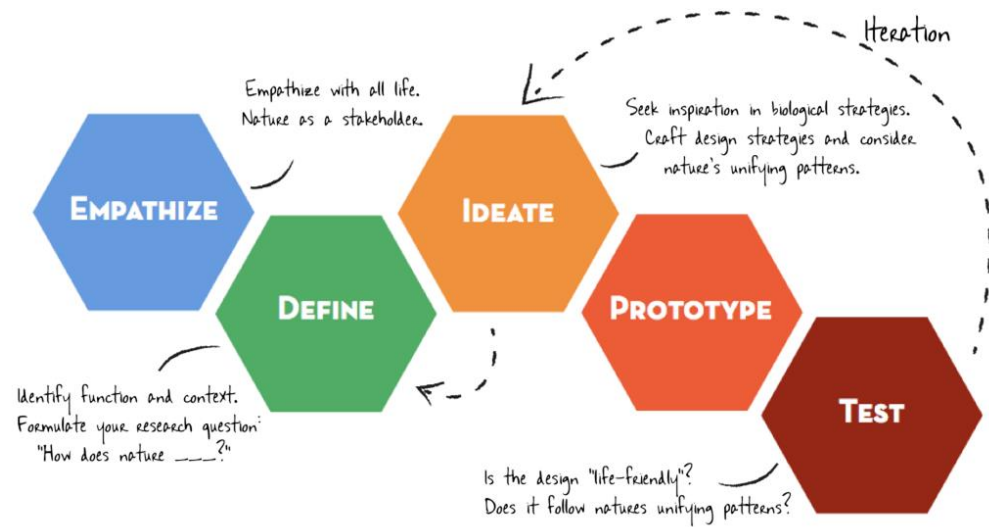 Iteration
Empathize with all life.
Nature as a stakeholder.
Seek inspiration in biological strategies.
Craft design strategies and consider
nature's unifying patterns.
EMPATHIZE
IDEATE
DEFINE
PROTOTYPE
Identify function and context.
Formulate your research question:
"How does nature ___?"
TEST
Is the design "life-friendly"?
Does it follow natures unifying patterns?